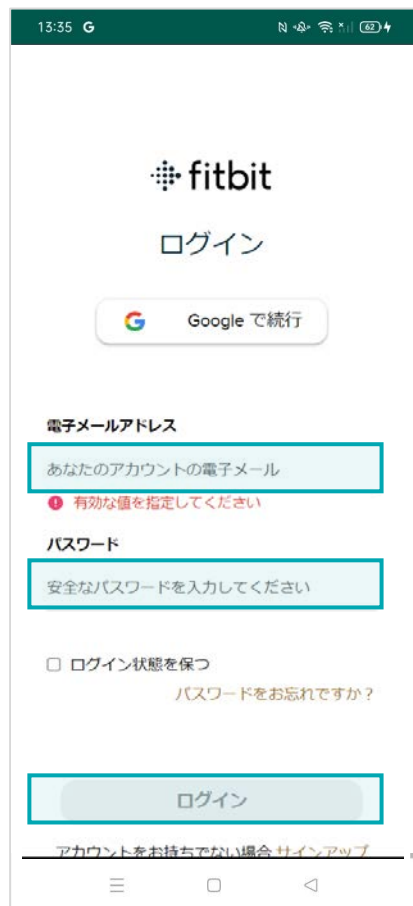 13:35 G 62
fitbit
ログイン
Google で続行
電子メールアドレス
あなたのアカウントの電子メール
有効な値を指定してください
パスワード
安全なパスワードを入力してください
ログイン状態を保つ
パスワードをお忘れですか？
ログイン
アカウントをお持ちでない場合 サインアップ